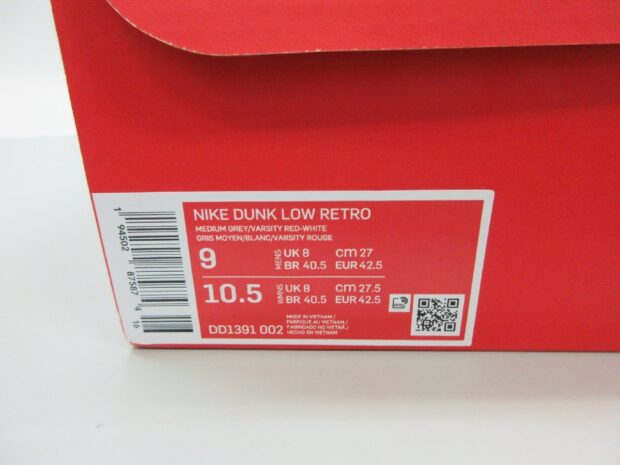 NIKE DUNK LOW RETRO
MEDIUM GREY/VARSITY RED-WHITE
GRIS MOYEN/BLANC/VARSITY ROUGE
9 MENS UK 8 CM 27
BR 40.5 EUR 42.5
10.5 WMNS UK 8 CM 27.5
BR 40.5 EUR 42.5
DD1391 002
MADE IN VIETNAM /
FABRIQUÉ AU VIETNAM /
FABRICADO NO VIETNÃ /
HECHO EN VIETNAM
1 94502 87587 4